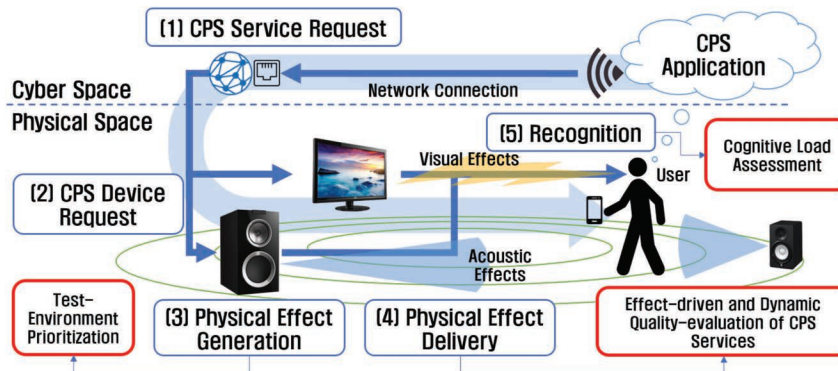 (1) CPS Service Request
CPS
Application
Network Connection
Cyber Space
Physical Space
(5) Recognition
Cognitive Load
Assessment
Visual Effects
User
(2) CPS Device
Request
Acoustic
Effects
Test-
Environment
Prioritization
(3) Physical Effect
Generation
(4) Physical Effect
Delivery
Effect-driven and Dynamic
Quality-evaluation of CPS
Services